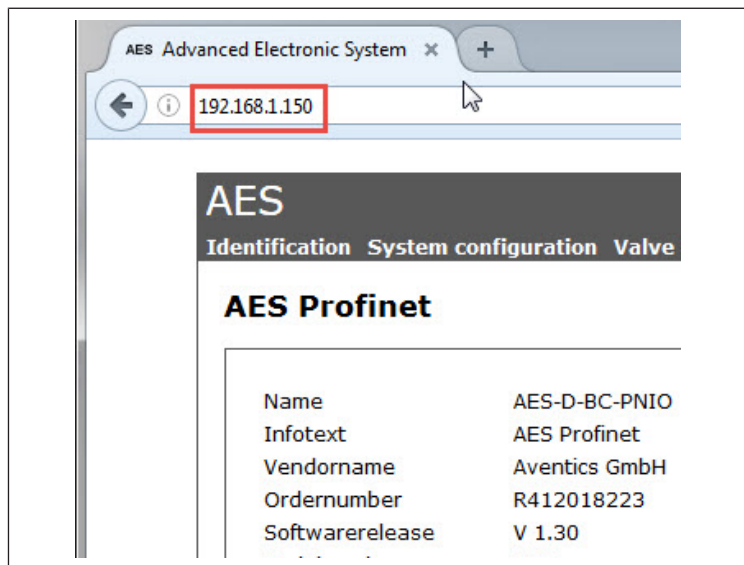 AES Advanced Electronic System × +
192.168.1.150
AES
Identification System configuration Valve
AES Profinet
Name AES-D-BC-PNIO
Infotext AES Profinet
Vendorname Aventics GmbH
Ordernumber R412018223
Softwarerelease V 1.30